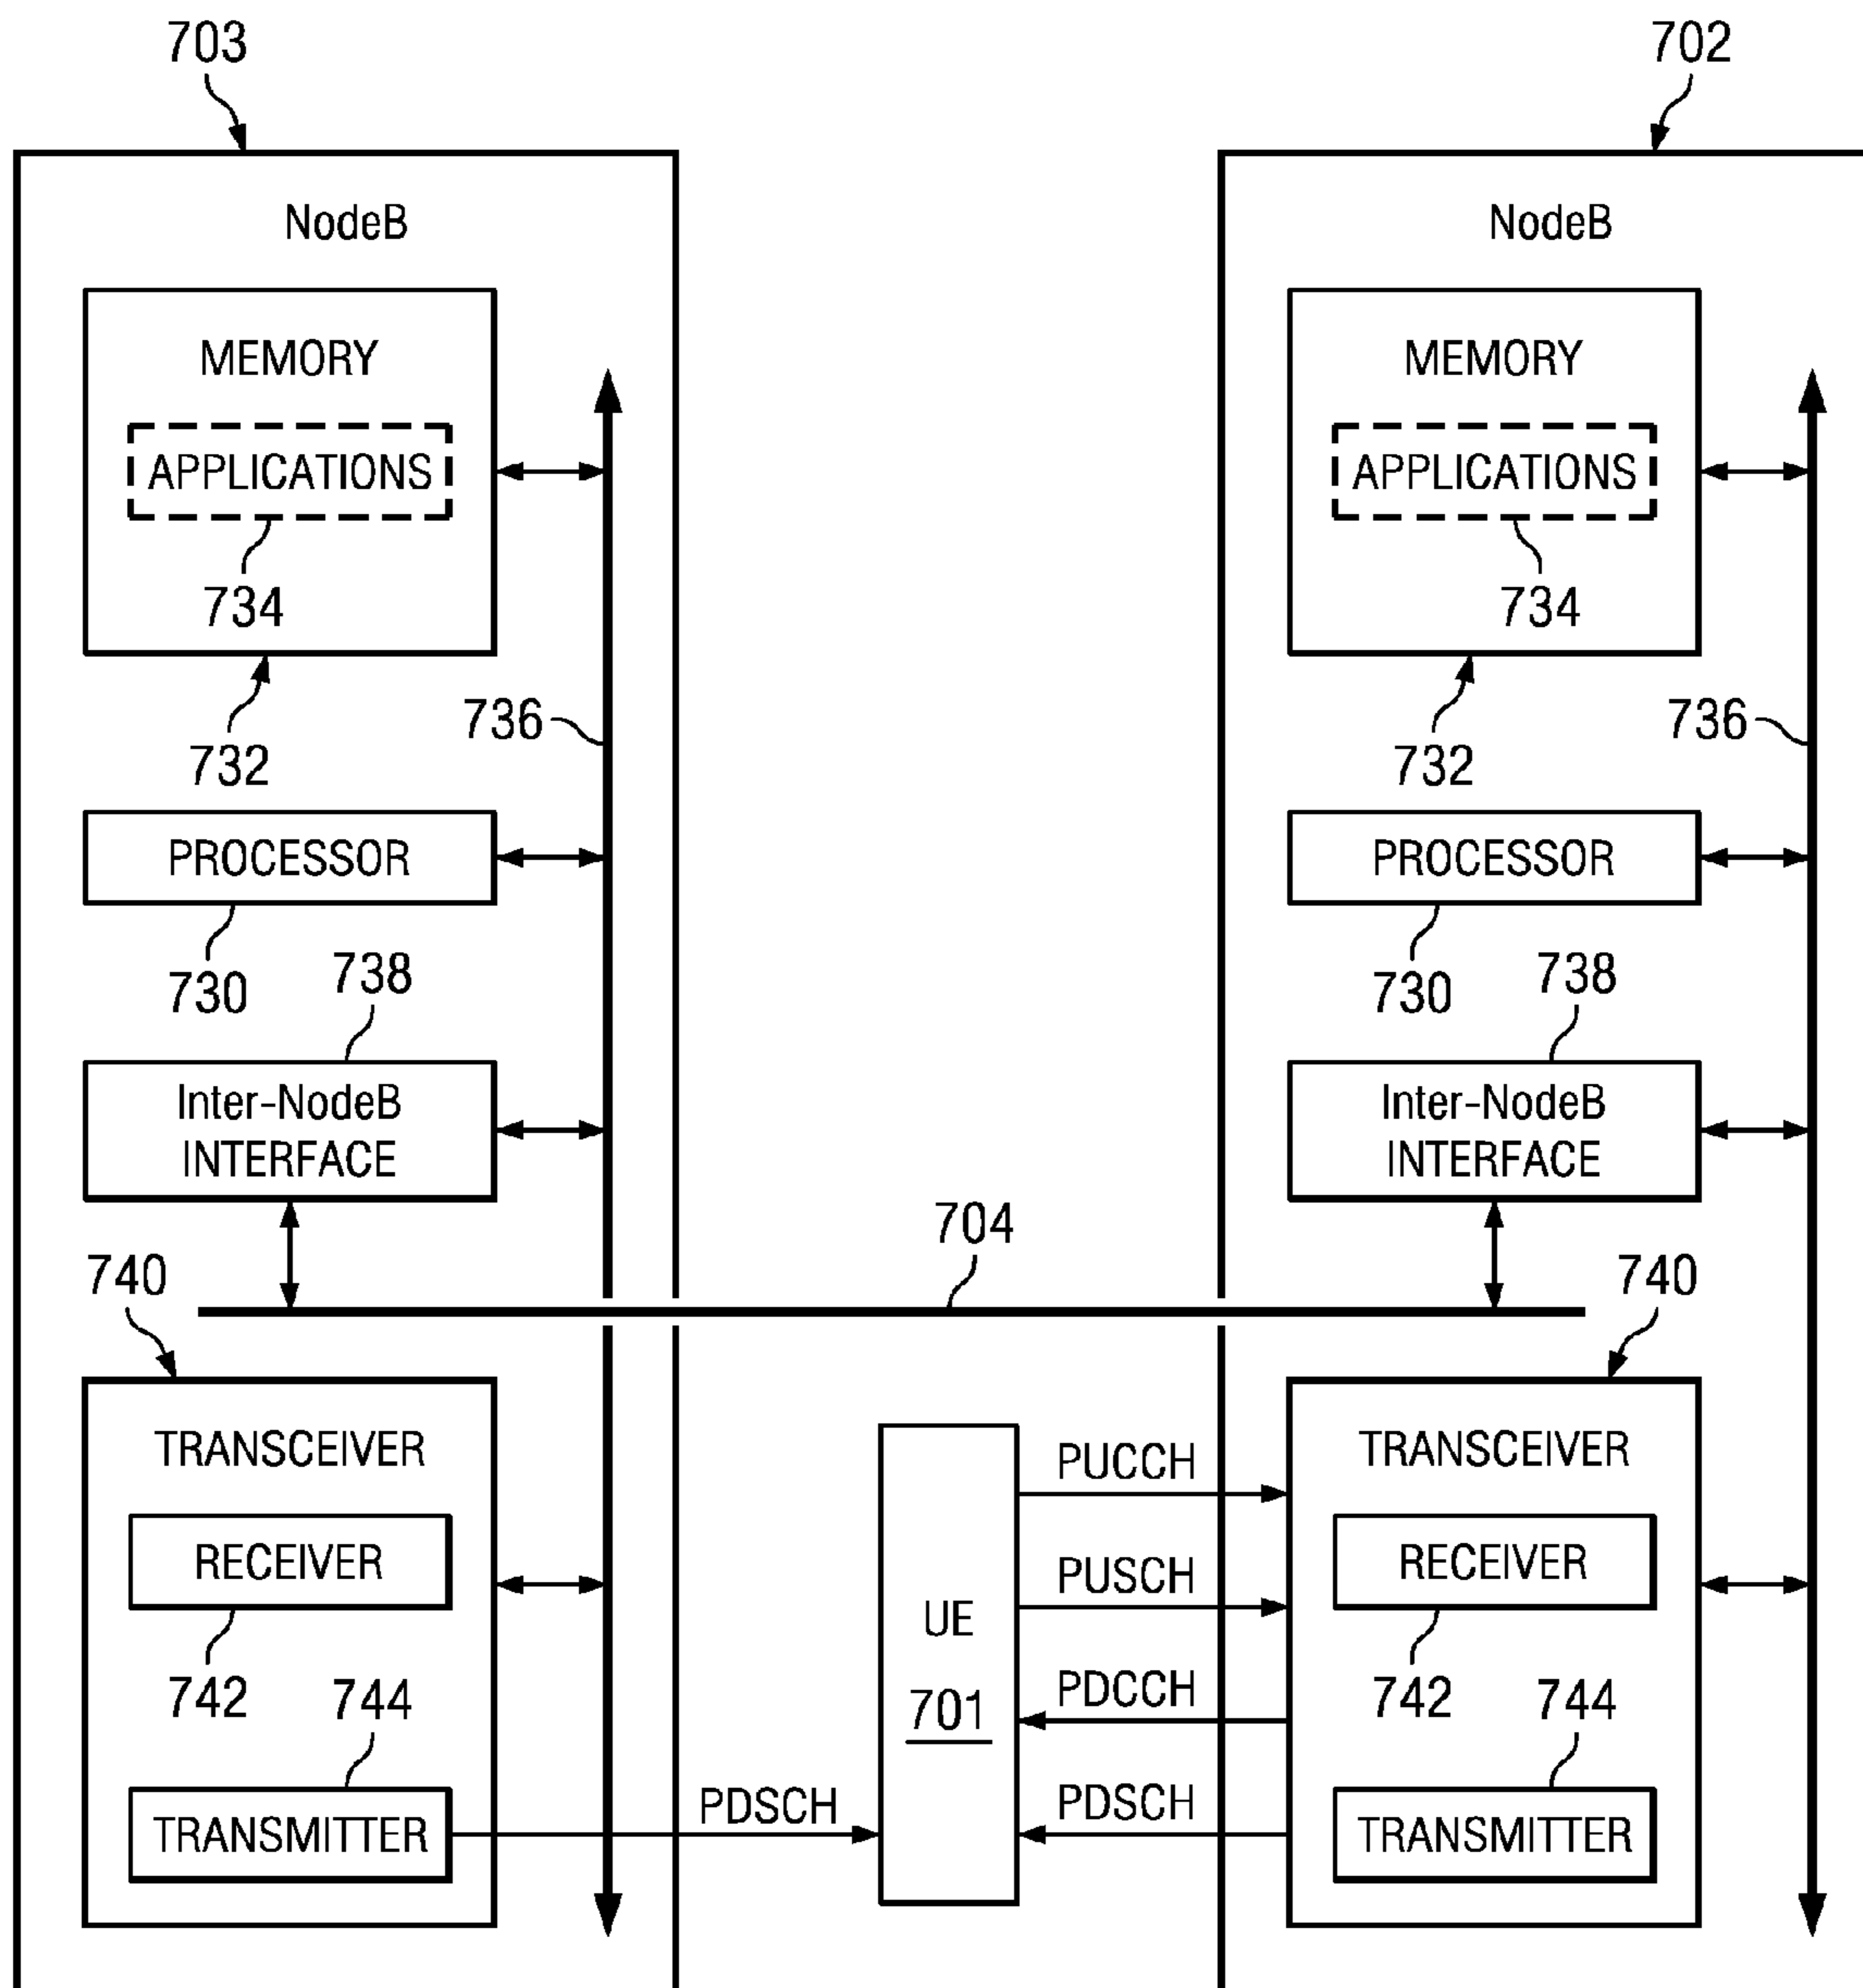 703
702
NodeB
NodeB
MEMORY
MEMORY
APPLICATIONS
APPLICATIONS
734
734
736
736
732
732
PROCESSOR
PROCESSOR
730
738
730
738
Inter-NodeB
INTERFACE
Inter-NodeB
INTERFACE
704
740
740
TRANSCEIVER
TRANSCEIVER
PUCCH
RECEIVER
RECEIVER
PUSCH
UE
701
742
742
PDCCH
744
744
PDSCH
PDSCH
TRANSMITTER
TRANSMITTER